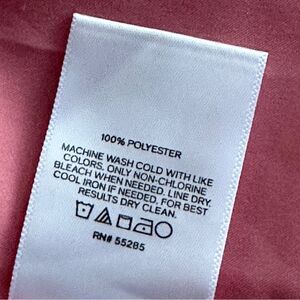 100% POLYESTER
MACHINE WASH COLD WITH LIKE
COLORS. ONLY NON-CHLORINE
BLEACH WHEN NEEDED. LINE DRY.
COOL IRON IF NEEDED, FOR BEST
RESULTS DRY CLEAN.
RN# 55285